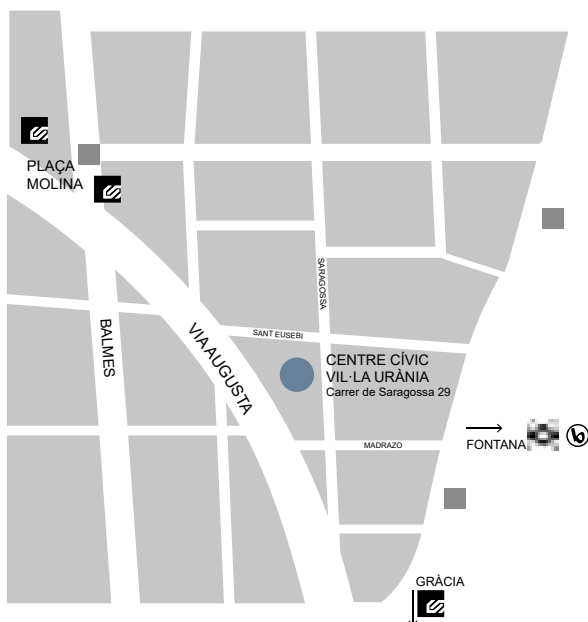 PLAÇA
MOLINA
SARAGOSSA
BALMES
VIA AUGUSTA
SANT EUSEBI
CENTRE CÍVIC
VIL·LA URÀNIA
Carrer de Saragossa 29
MADRAZO
FONTANA
GRÀCIA